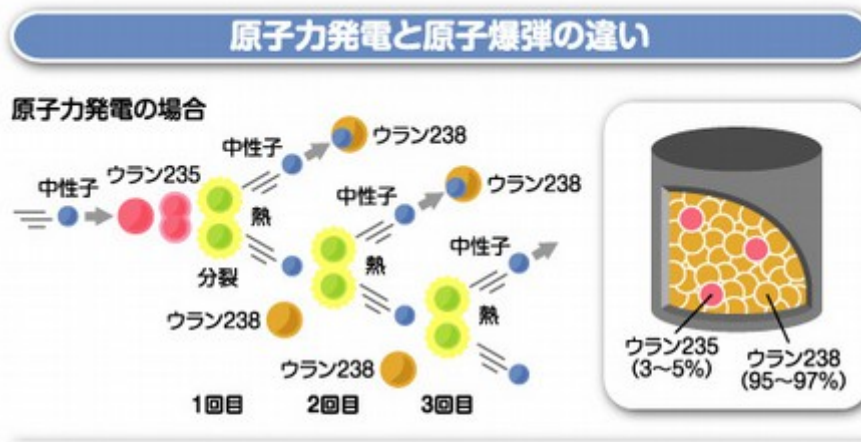 原子力発電と原子爆弾の違い
原子力発電の場合
中性子
ウラン235
分裂
熱
中性子
ウラン238
ウラン238
熱
中性子
ウラン238
ウラン238
熱
中性子
1回目
2回目
3回目
ウラン235
(3〜5%)
ウラン238
(95〜97%)